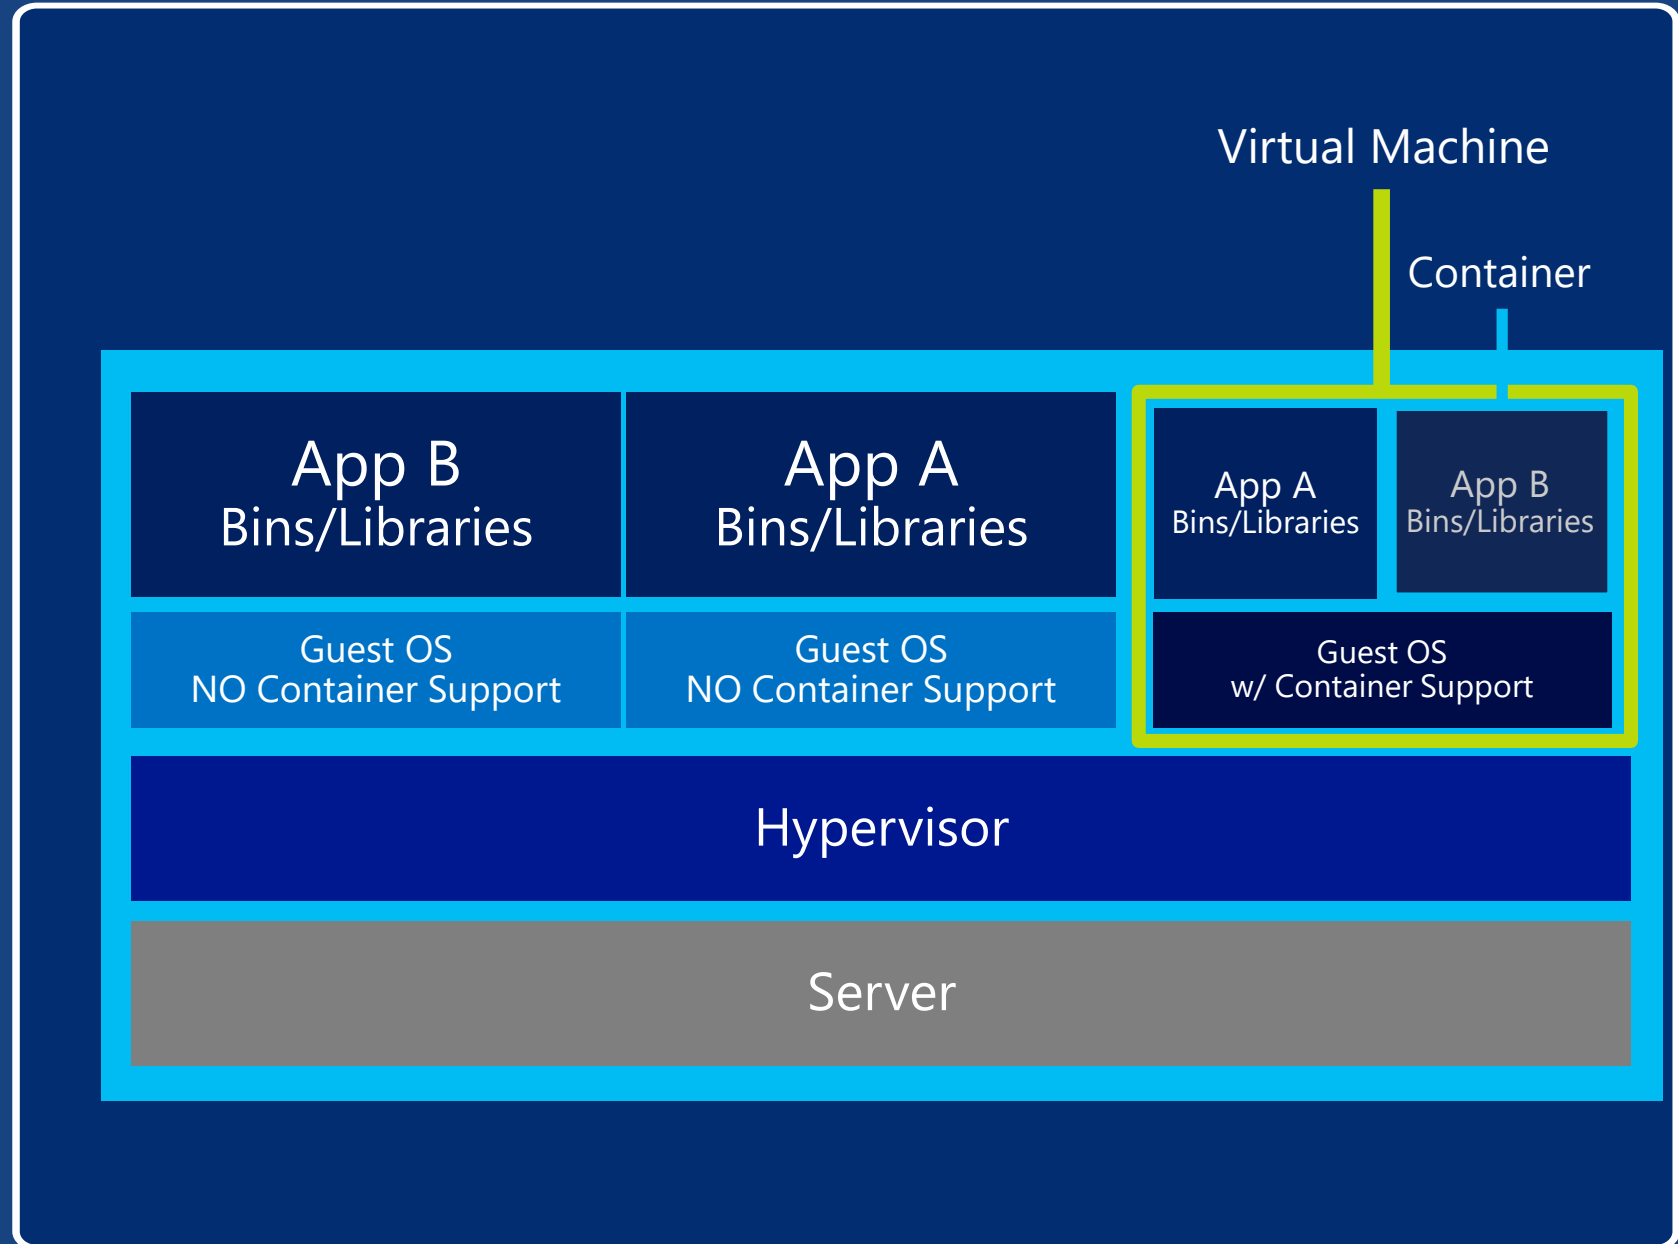 Virtual Machine
Container
App B
Bins/Libraries
App A
Bins/Libraries
App A
Bins/Libraries
App B
Bins/Libraries
Guest OS
NO Container Support
Guest OS
NO Container Support
Guest OS
w/ Container Support
Hypervisor
Server